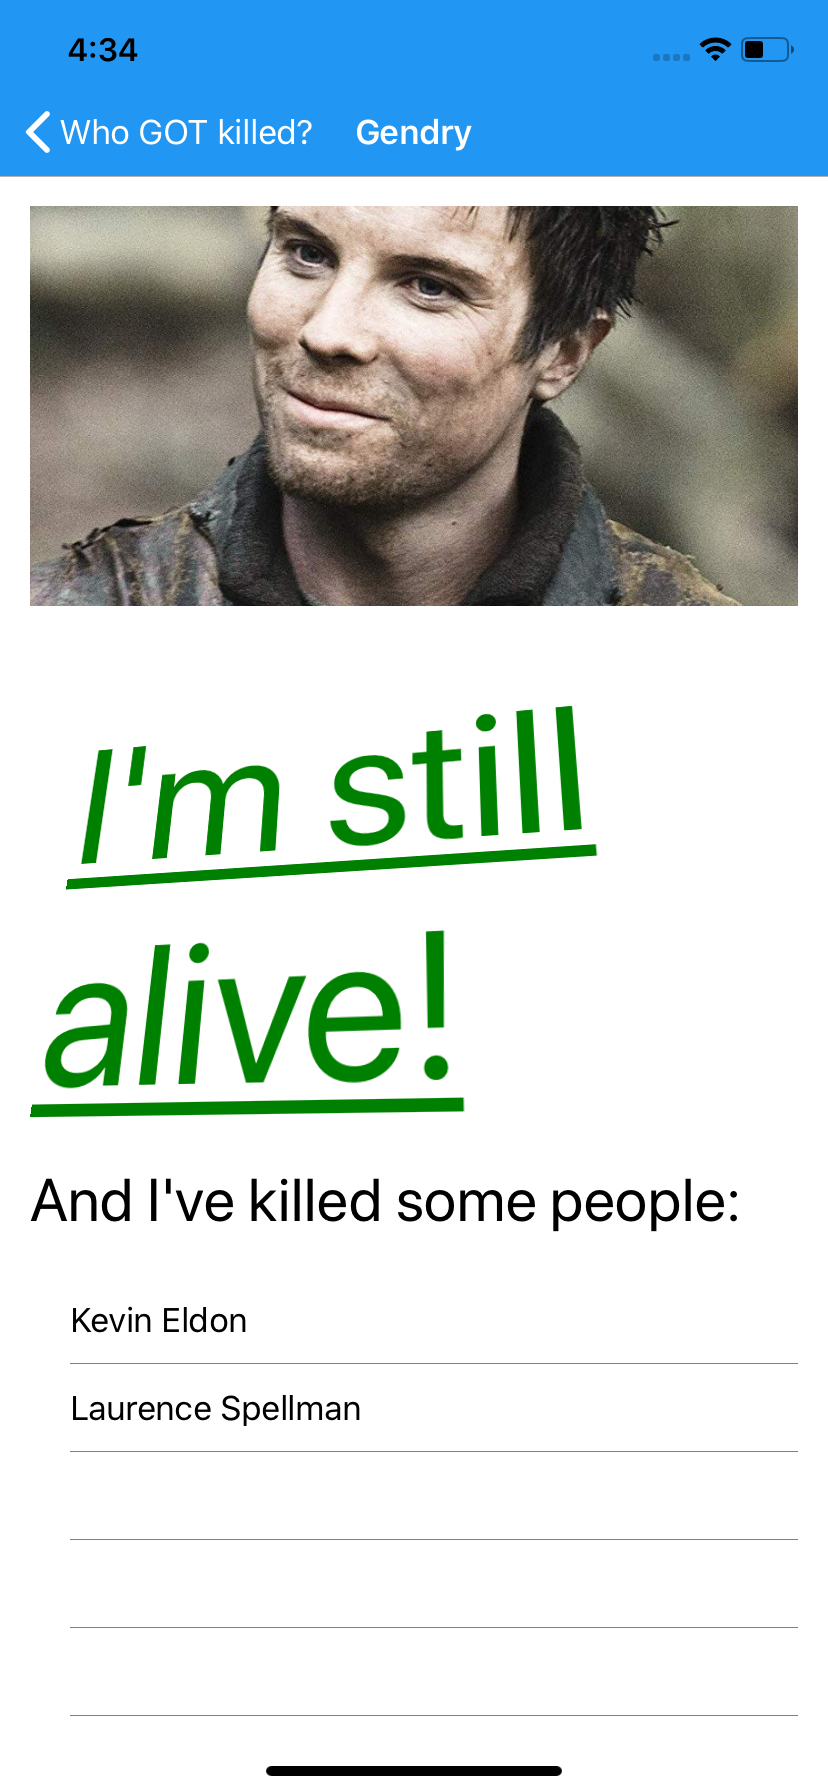 4:34
Who GOT killed? Gendry
I'm still
alive!
And I've killed some people:
Kevin Eldon
Laurence Spellman